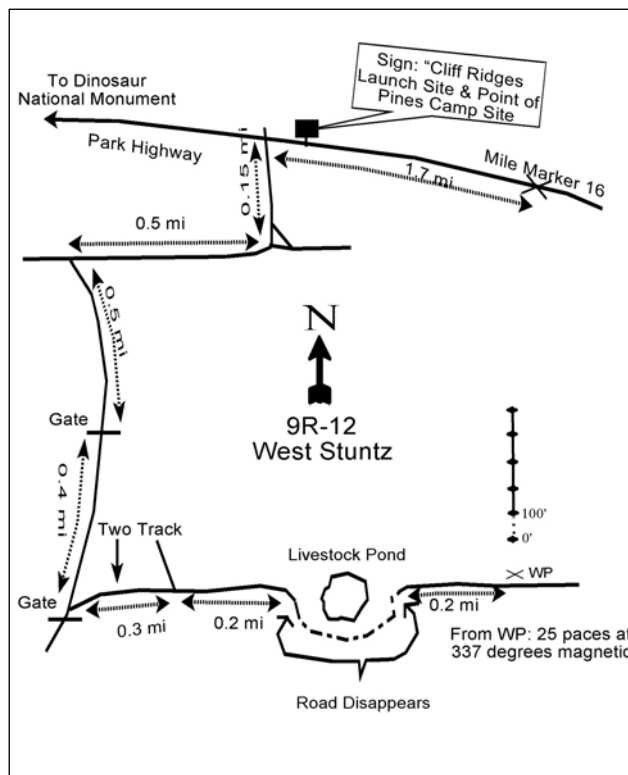 Sign: "Cliff Ridges
Launch Site & Point of
Pines Camp Site
To Dinosaur
National Monument
Park Highway
0.15 mi
1.7 mi
Mile Marker 16
0.5 mi
0.5 mi
N
9R-12
West Stuntz
Gate
0.4 mi
100'
0'
Two Track
Livestock Pond
WP
Gate
0.3 mi
0.2 mi
0.2 mi
From WP: 25 paces at
337 degrees magnetic
Road Disappears